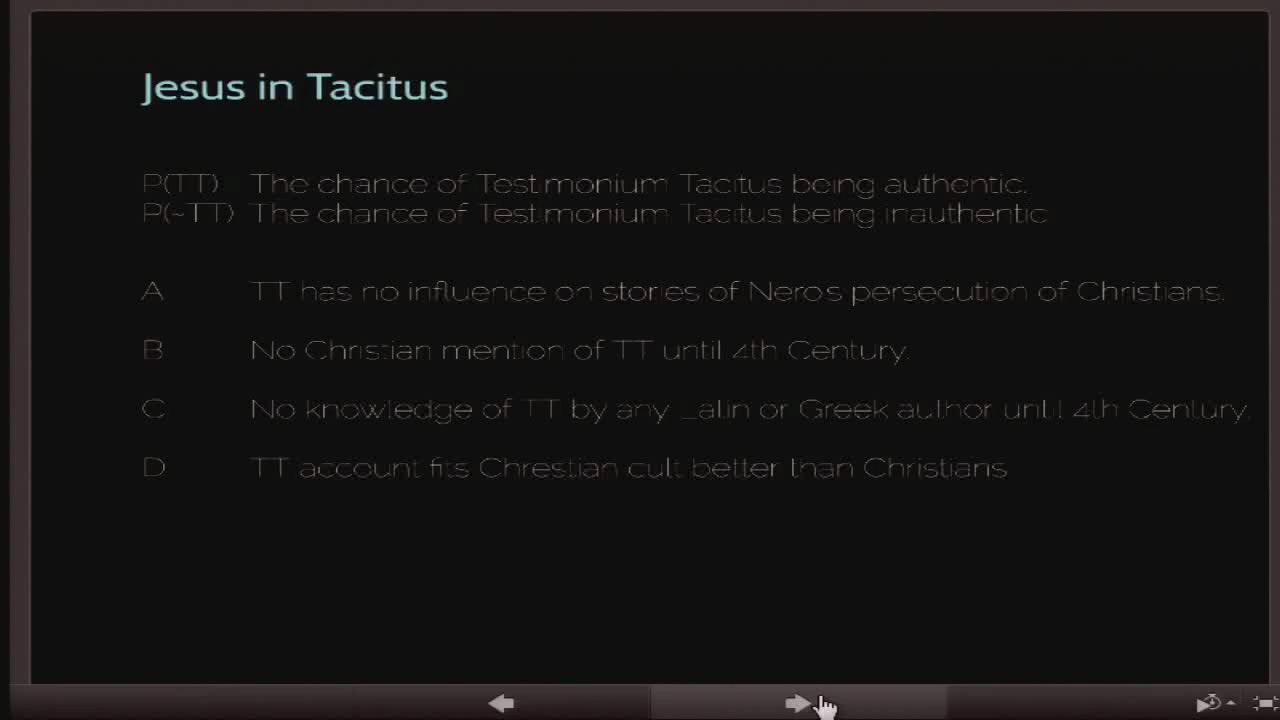 Jesus in Tacitus
P(TT) The chance of Testimonium Tacitus being authentic.
P(~TT) The chance of Testimonium Tacitus being inauthentic
A TT has no influence on stories of Nero's persecution of Christians.
B No Christian mention of TT until 4th Century.
C No knowledge of TT by any Latin or Greek author until 4th Century.
D TT account fits Chrestian cult better than Christians